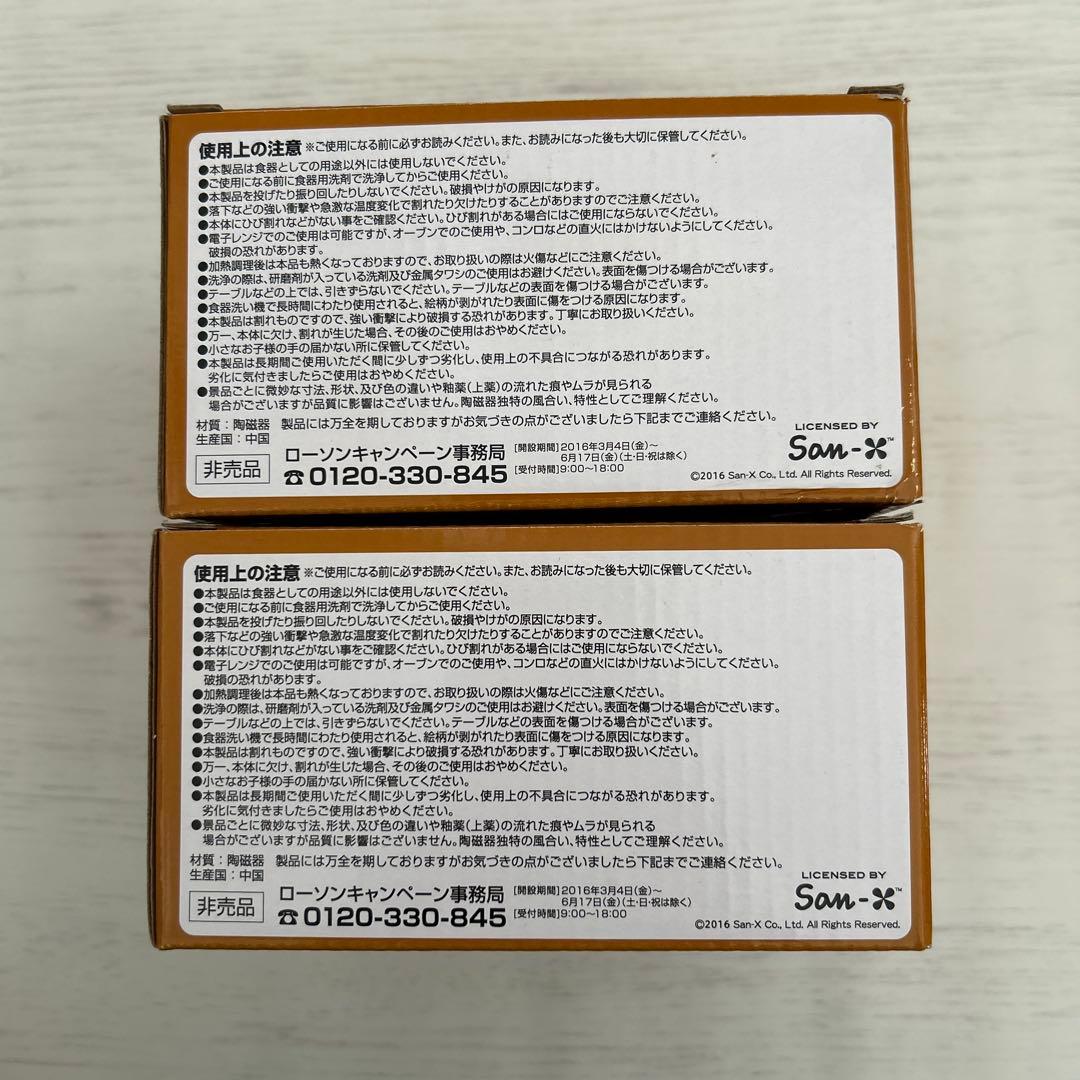 使用上の注意 ※ご使用になる前に必ずお読みください。また、お読みになった後も大切に保管してください。
●本製品は食器としての用途以外には使用しないでください。
●ご使用になる前に食器用洗剤で洗浄してからご使用ください。
●本製品を投げたり振り回したりしないでください。破損やけがの原因になります。
●落下などの強い衝撃や急激な温度変化で割れたり欠けたりすることがありますのでご注意ください。
●本体にひび割れなどがない事をご確認ください。ひび割れがある場合にはご使用にならないでください。
●電子レンジでのご使用は可能ですが、オーブンでのご使用や、コンロなどの直火にはかけないようにしてください。
破損の恐れがあります。
●加熱調理後は本品も熱くなっておりますので、お取り扱いの際は火傷などにご注意ください。
●洗浄の際は、研磨剤が入っている洗剤及び金属タワシのご使用はお避けください。表面を傷つける場合がございます。
●テーブルなどの上では、引きずらないでください。テーブルなどの表面を傷つける場合がございます。
●食器洗い機で長時間にわたり使用されると、絵柄が剥がれたり表面に傷をつける原因になります。
●本製品は割れものですので、強い衝撃により破損する恐れがあります。丁寧にお取り扱いください。
●万一、本体に欠け、割れが生じた場合、その後のご使用はおやめください。
●小さなお子様の手の届かない所に保管してください。
●本製品は長期間ご使用いただく間に少しずつ劣化し、使用上の不具合につながる恐れがあります。
劣化に気付きましたらご使用はおやめください。
●景品ごとに微妙な寸法、形状、及び色の違いや釉薬(上薬)の流れた痕やムラが見られる
場合がございますが品質に影響はございません。陶磁器独特の風合い、特性としてご理解ください。
材質：陶磁器 製品には万全を期しておりますがお気づきの点がございましたら下記までご連絡ください。
生産国：中国
非売品
ローソンキャンペーン事務局
☎0120-330-845
[開設期間]2016年3月4日(金)～
6月17日(金)(土・日・祝は除く)
[受付時間]9:00～18:00
LICENSED BY
San-X™
©2016 San-X Co., Ltd. All Rights Reserved.
使用上の注意 ※ご使用になる前に必ずお読みください。また、お読みになった後も大切に保管してください。
●本製品は食器としての用途以外には使用しないでください。
●ご使用になる前に食器用洗剤で洗浄してからご使用ください。
●本製品を投げたり振り回したりしないでください。破損やけがの原因になります。
●落下などの強い衝撃や急激な温度変化で割れたり欠けたりすることがありますのでご注意ください。
●本体にひび割れなどがない事をご確認ください。ひび割れがある場合にはご使用にならないでください。
●電子レンジでのご使用は可能ですが、オーブンでのご使用や、コンロなどの直火にはかけないようにしてください。
破損の恐れがあります。
●加熱調理後は本品も熱くなっておりますので、お取り扱いの際は火傷などにご注意ください。
●洗浄の際は、研磨剤が入っている洗剤及び金属タワシのご使用はお避けください。表面を傷つける場合がございます。
●テーブルなどの上では、引きずらないでください。テーブルなどの表面を傷つける場合がございます。
●食器洗い機で長時間にわたり使用されると、絵柄が剥がれたり表面に傷をつける原因になります。
●本製品は割れものですので、強い衝撃により破損する恐れがあります。丁寧にお取り扱いください。
●万一、本体に欠け、割れが生じた場合、その後のご使用はおやめください。
●小さなお子様の手の届かない所に保管してください。
●本製品は長期間ご使用いただく間に少しずつ劣化し、使用上の不具合につながる恐れがあります。
劣化に気付きましたらご使用はおやめください。
●景品ごとに微妙な寸法、形状、及び色の違いや釉薬(上薬)の流れた痕やムラが見られる
場合がございますが品質に影響はございません。陶磁器独特の風合い、特性としてご理解ください。
材質：陶磁器 製品には万全を期しておりますがお気づきの点がございましたら下記までご連絡ください。
生産国：中国
非売品
ローソンキャンペーン事務局
☎0120-330-845
[開設期間]2016年3月4日(金)～
6月17日(金)(土・日・祝は除く)
[受付時間]9:00～18:00
LICENSED BY
San-X™
©2016 San-X Co., Ltd. All Rights Reserved.